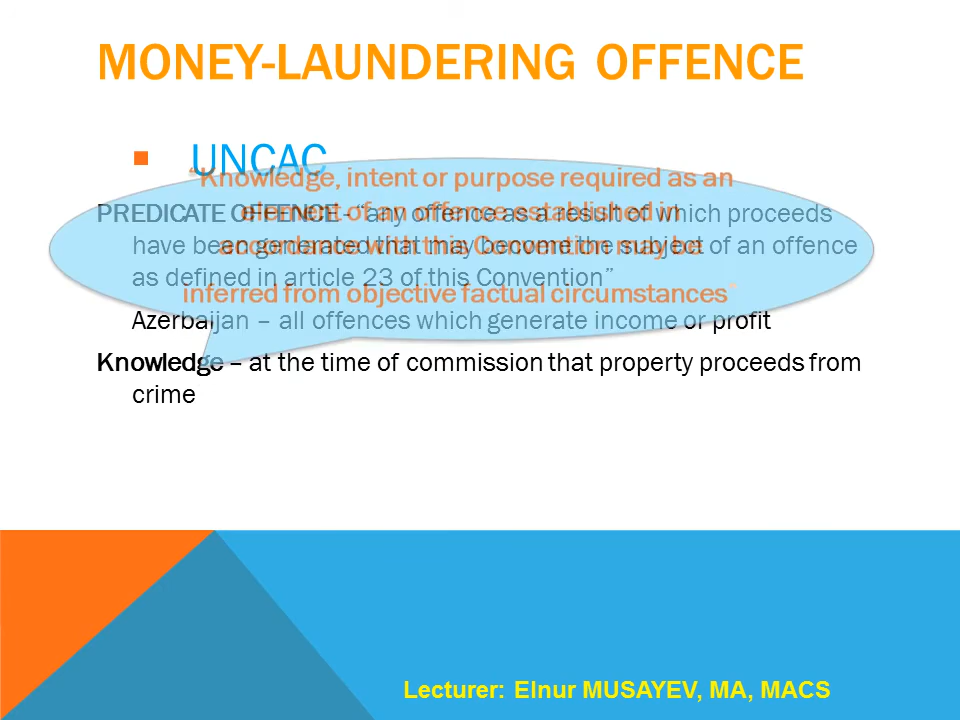 MONEY-LAUNDERING OFFENCE
▪ UNCAC
“Knowledge, intent or purpose required as an
element of an offence established in
accordance with this Convention may be
inferred from objective factual circumstances”
PREDICATE OFFENCE - “any offence as a result of which proceeds
have been generated that may become the subject of an offence
as defined in article 23 of this Convention”
Azerbaijan – all offences which generate income or profit
Knowledge – at the time of commission that property proceeds from
crime
Lecturer: Elnur MUSAYEV, MA, MACS